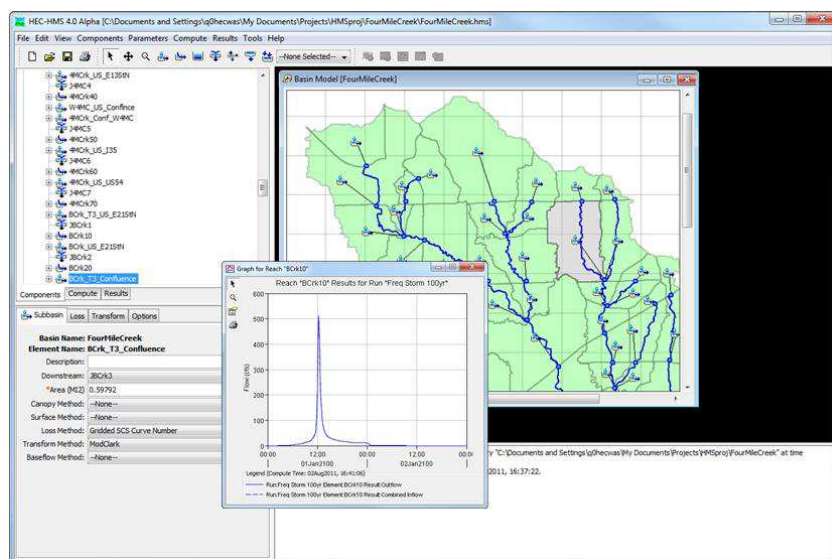 HEC-HMS 4.0 Alpha [C:\Documents and Settings\q0hecwas\My Documents\Projects\HMSproj\FourMileCreek\FourMileCreek.hms]
File Edit View Components Parameters Compute Results Tools Help
--None Selected--
4MCrk_US_E13StN
J4MC4
4MCrk40
W4MC_US_Confince
4MCrk_Conf_W4MC
J4MC5
4MCrk50
4MCrk_US_I35
J4MC6
4MCrk60
4MCrk_US_US54
J4MC7
4MCrk70
BCrk_T3_US_E21StN
JBCrk1
BCrk10
BCrk_US_E21StN
JBCrk2
BCrk20
BCrk_T3_Confluence
Components Compute Results
Subbasin Loss Transform Options
Basin Name: FourMileCreek
Element Name: BCrk_T3_Confluence
Description:
Downstream: JBCrk3
*Area (MI2) 0.59792
Canopy Method: --None--
Surface Method: --None--
Loss Method: Gridded SCS Curve Number
Transform Method: ModClark
Baseflow Method: --None--
Basin Model [FourMileCreek]
Graph for Reach "BCrk10"
Reach "BCrk10" Results for Run "Freq Storm 100yr"
600
500
400
300
200
100
0
Flow (cfs)
00:00 12:00 00:00 12:00 00:0
01Jan2100 02Jan2100
Legend (Compute Time: 02Aug2011, 16:41:06)
Run:Freq Storm 100yr Element:BCrk10 Result:Outflow
Run:Freq Storm 100yr Element:BCrk10 Result:Combined Inflow
"C:\Documents and Settings\q0hecwas\My Documents\Projects\HMSproj\FourMileCreek" at time
2011, 16:37:22.